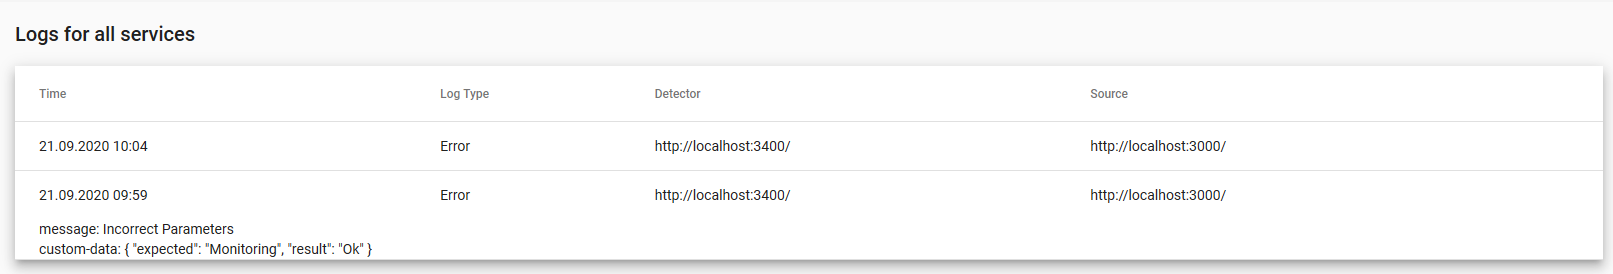 Logs for all services
Time Log Type Detector Source
21.09.2020 10:04 Error http://localhost:3400/ http://localhost:3000/
21.09.2020 09:59 Error http://localhost:3400/ http://localhost:3000/
message: Incorrect Parameters
custom-data: { "expected": "Monitoring", "result": "Ok" }